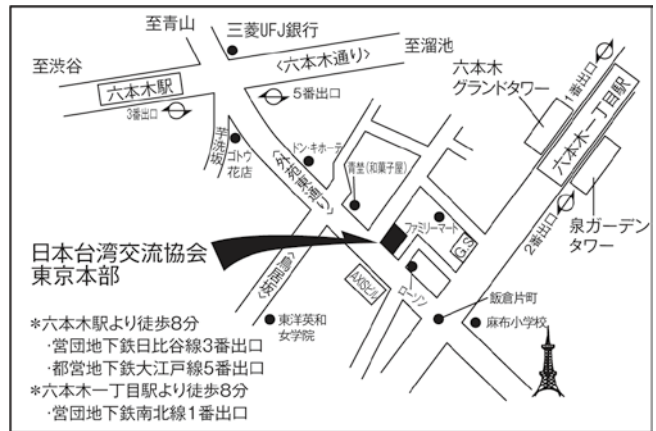 至青山
三菱UFJ銀行
至渋谷
〈六本木通り〉
至溜池
六本木駅
3番出口
5番出口
六本木
グランドタワー
1番出口
六本木一丁目駅
芋洗坂
ゴトウ
花店
ドン・キホーテ
〈外苑東通り〉
青埜(和菓子屋)
ファミリーマート
G.S
2番出口
泉ガーデン
タワー
日本台湾交流協会
東京本部
〈鳥居坂〉
AXISビル
ローソン
飯倉片町
麻布小学校
東洋英和
女学院
*六本木駅より徒歩8分
・営団地下鉄日比谷線3番出口
・都営地下鉄大江戸線5番出口
*六本木一丁目駅より徒歩8分
・営団地下鉄南北線1番出口